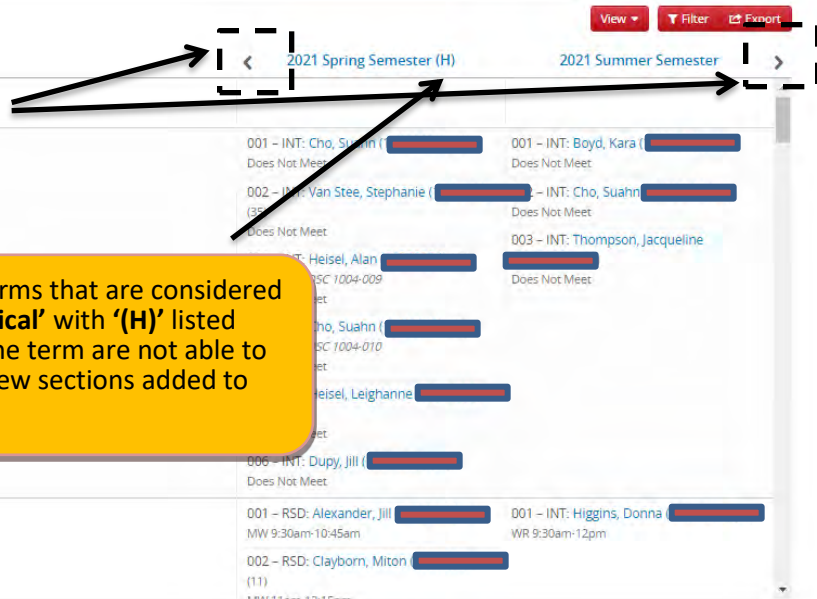 View Filter Export
2021 Spring Semester (H) 2021 Summer Semester
001 – INT: Cho, Suahn ( 001 – INT: Boyd, Kara (
Does Not Meet Does Not Meet
002 – INT: Van Stee, Stephanie ( – INT: Cho, Suahn
(35) Does Not Meet
Does Not Meet
003 – INT: Thompson, Jacqueline
Heisel, Alan
1004-009 Does Not Meet
Cho, Suahn (
1004-010
Heisel, Leighanne
006 – INT: Dupy, Jill (
Does Not Meet
rms that are considered
ical’ with ‘(H)’ listed
he term are not able to
ew sections added to
001 – RSD: Alexander, Jill 001 – INT: Higgins, Donna (
MW 9:30am-10:45am WR 9:30am-12pm
002 – RSD: Clayborn, Miton (
(11)